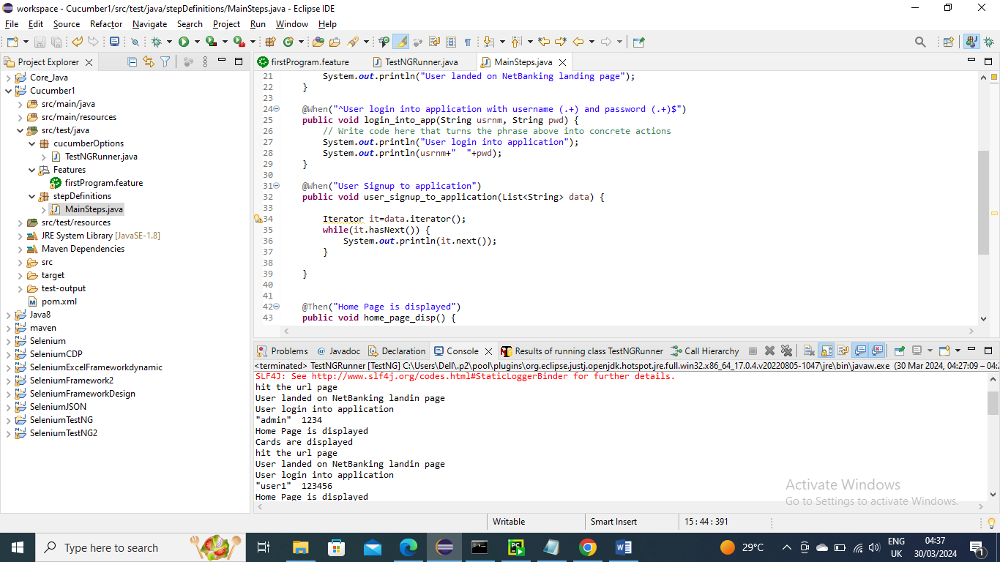 workspace - Cucumber1/src/test/java/stepDefinitions/MainSteps.java - Eclipse IDE
File Edit Source Refactor Navigate Search Project Run Window Help
Project Explorer
Core_Java
Cucumber1
src/main/java
src/main/resources
src/test/java
cucumberOptions
TestNGRunner.java
Features
firstProgram.feature
stepDefinitions
MainSteps.java
src/test/resources
JRE System Library [JavaSE-1.8]
Maven Dependencies
src
target
test-output
pom.xml
Java8
maven
Selenium
SeleniumCDP
SeleniumExcelFrameworkdynamic
SeleniumFramework2
SeleniumFrameworkDesign
SeleniumJSON
SeleniumTestNG
SeleniumTestNG2
firstProgram.feature TestNGRunner.java MainSteps.java
21 System.out.println("User landed on NetBanking landing page");
22 }
23
24 @When("^User login into application with username (.+) and password (.+)$")
25 public void login_into_app(String usrnm, String pwd) {
26 // Write code here that turns the phrase above into concrete actions
27 System.out.println("User login into application");
28 System.out.println(usrnm+"  "+pwd);
29 }
30
31 @When("User Signup to application")
32 public void user_signup_to_application(List<String> data) {
33
34 Iterator it=data.iterator();
35 while(it.hasNext()) {
36 System.out.println(it.next());
37 }
38
39 }
40
41
42 @Then("Home Page is displayed")
43 public void home_page_disp() {
Problems Javadoc Declaration Console Results of running class TestNGRunner Call Hierarchy
<terminated> TestNGRunner [TestNG] C:\Users\Dell\.p2\pool\plugins\org.eclipse.justj.openjdk.hotspot.jre.full.win32.x86_64_17.0.4.v20220805-1047\jre\bin\javaw.exe (30 Mar 2024, 04:27:09 – 04:
SLF4J: See http://www.slf4j.org/codes.html#StaticLoggerBinder for further details.
hit the url page
User landed on NetBanking landin page
User login into application
"admin"  1234
Home Page is displayed
Cards are displayed
hit the url page
User landed on NetBanking landin page
User login into application
"user1"  123456
Home Page is displayed
Activate Windows
Go to Settings to activate Windows.
Writable Smart Insert 15 : 44 : 391
Type here to search
29°C
ENG
UK
04:37
30/03/2024
1